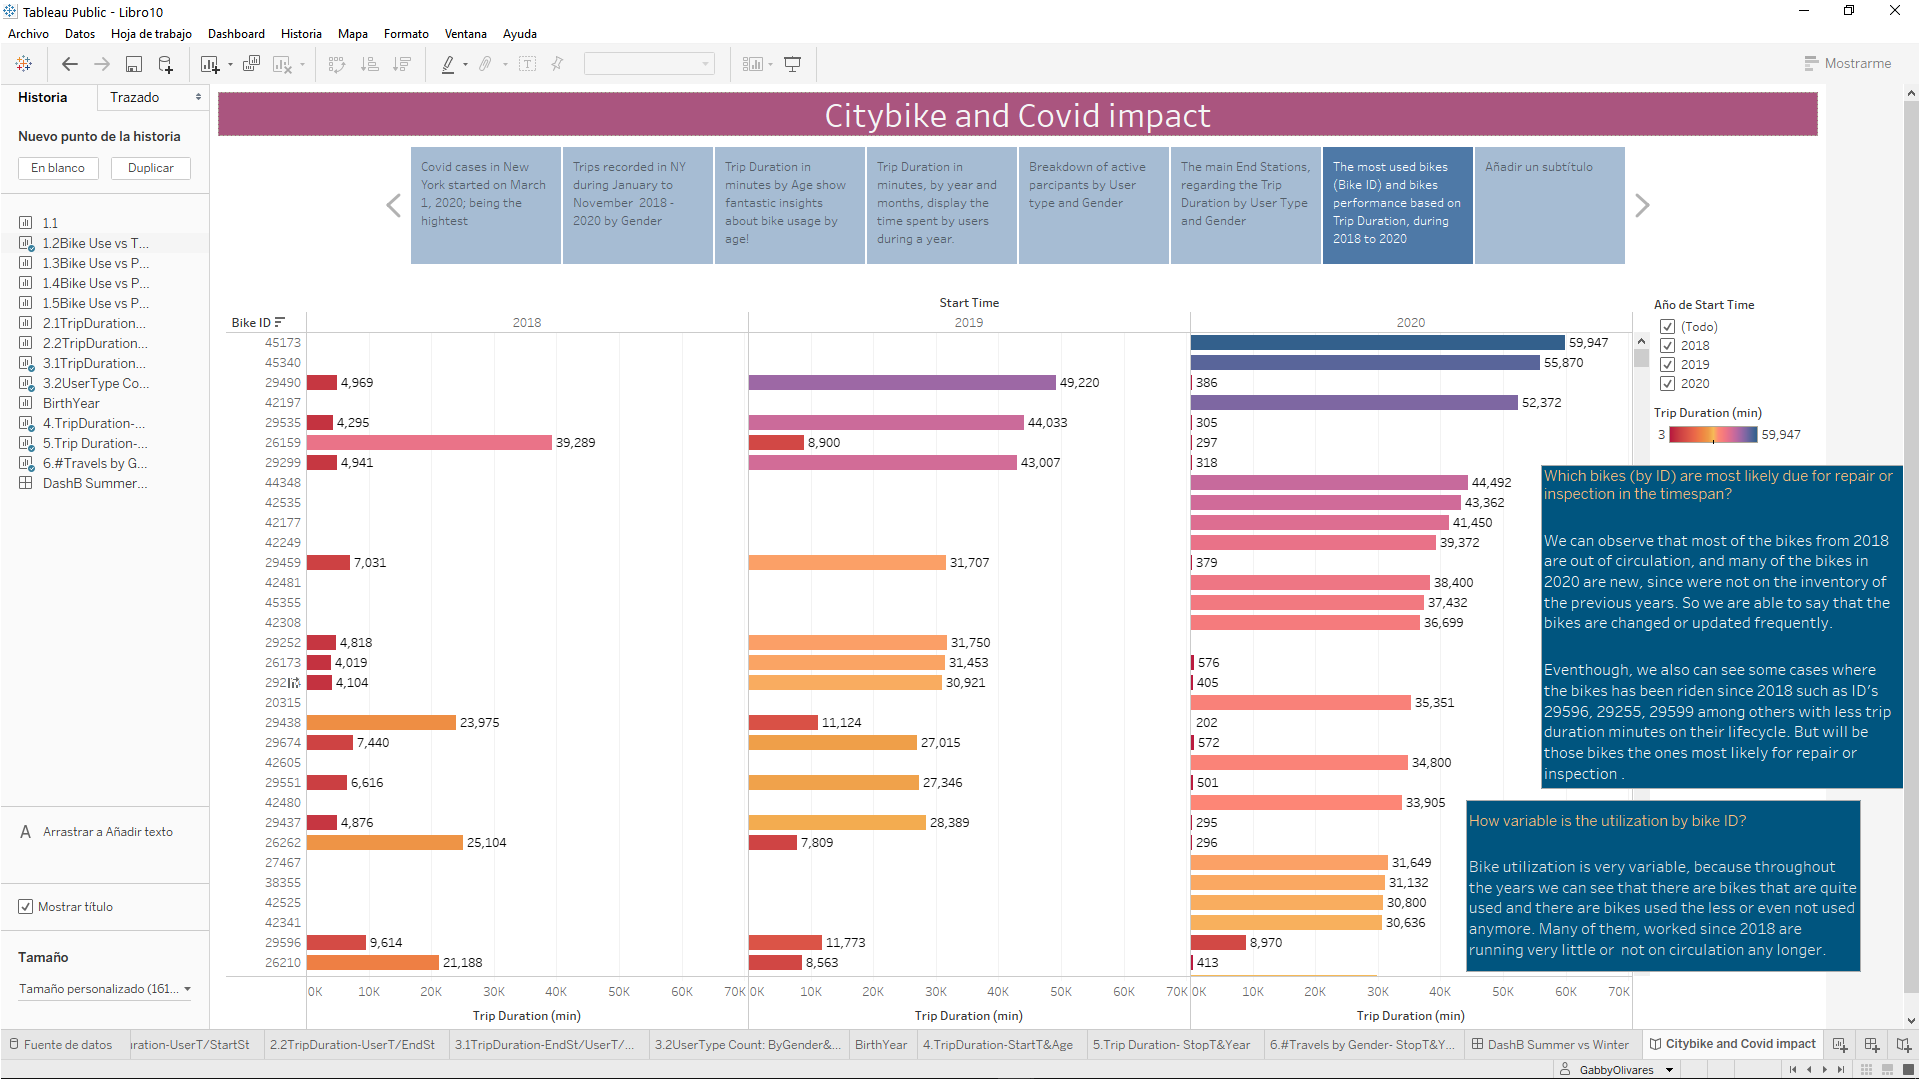 Tableau Public - Libro10
Archivo Datos Hoja de trabajo Dashboard Historia Mapa Formato Ventana Ayuda
Mostrarme
Historia
Trazado
Nuevo punto de la historia
En blanco
Duplicar
1.1
1.2Bike Use vs T...
1.3Bike Use vs P...
1.4Bike Use vs P...
1.5Bike Use vs P...
2.1TripDuration...
2.2TripDuration...
3.1TripDuration...
3.2UserType Co...
BirthYear
4.TripDuration-...
5.Trip Duration-...
6.#Travels by G...
DashB Summer...
A Arrastrar a Añadir texto
Mostrar título
Tamaño
Tamaño personalizado (161...
Citybike and Covid impact
Covid cases in New
York started on March
1, 2020; being the
hightest
Trips recorded in NY
during January to
November 2018 -
2020 by Gender
Trip Duration in
minutes by Age show
fantastic insights
about bike usage by
age!
Trip Duration in
minutes, by year and
months, display the
time spent by users
during a year.
Breakdown of active
parcipants by User
type and Gender
The main End Stations,
regarding the Trip
Duration by User Type
and Gender
The most used bikes
(Bike ID) and bikes
performance based on
Trip Duration, during
2018 to 2020
Añadir un subtítulo
Start Time
Bike ID 2018 2019 2020
45173 59,947
45340 55,870
29490 4,969 49,220 386
42197 52,372
29535 4,295 44,033 305
26159 39,289 8,900 297
29299 4,941 43,007 318
44348 44,492
42535 43,362
42177 41,450
42249 39,372
29459 7,031 31,707 379
42481 38,400
45355 37,432
42308 36,699
29252 4,818 31,750
26173 4,019 31,453 576
4,104 30,921 405
20315 35,351
29438 23,975 11,124 202
29674 7,440 27,015 572
42605 34,800
29551 6,616 27,346 501
42480 33,905
29437 4,876 28,389 295
26262 25,104 7,809 296
27467 31,649
38355 31,132
42525 30,800
42341 30,636
29596 9,614 11,773 8,970
26210 21,188 8,563 413
0K 10K 20K 30K 40K 50K 60K 70K 0K 10K 20K 30K 40K 50K 60K 70K 0K 10K 20K 30K 40K 50K 60K 70K
Trip Duration (min) Trip Duration (min) Trip Duration (min)
Año de Start Time
(Todo)
2018
2019
2020
Trip Duration (min)
3 59,947
Which bikes (by ID) are most likely due for repair or
inspection in the timespan?
We can observe that most of the bikes from 2018
are out of circulation, and many of the bikes in
2020 are new, since were not on the inventory of
the previous years. So we are able to say that the
bikes are changed or updated frequently.
Eventhough, we also can see some cases where
the bikes has been riden since 2018 such as ID's
29596, 29255, 29599 among others with less trip
duration minutes on their lifecycle. But will be
those bikes the ones most likely for repair or
inspection .
How variable is the utilization by bike ID?
Bike utilization is very variable, because throughout
the years we can see that there are bikes that are quite
used and there are bikes used the less or even not used
anymore. Many of them, worked since 2018 are
running very little or not on circulation any longer.
Fuente de datos
ıration-UserT/StartSt
2.2TripDuration-UserT/EndSt
3.1TripDuration-EndSt/UserT/...
3.2UserType Count: ByGender&...
BirthYear
4.TripDuration-StartT&Age
5.Trip Duration- StopT&Year
6.#Travels by Gender- StopT&Y...
DashB Summer vs Winter
Citybike and Covid impact
GabbyOlivares